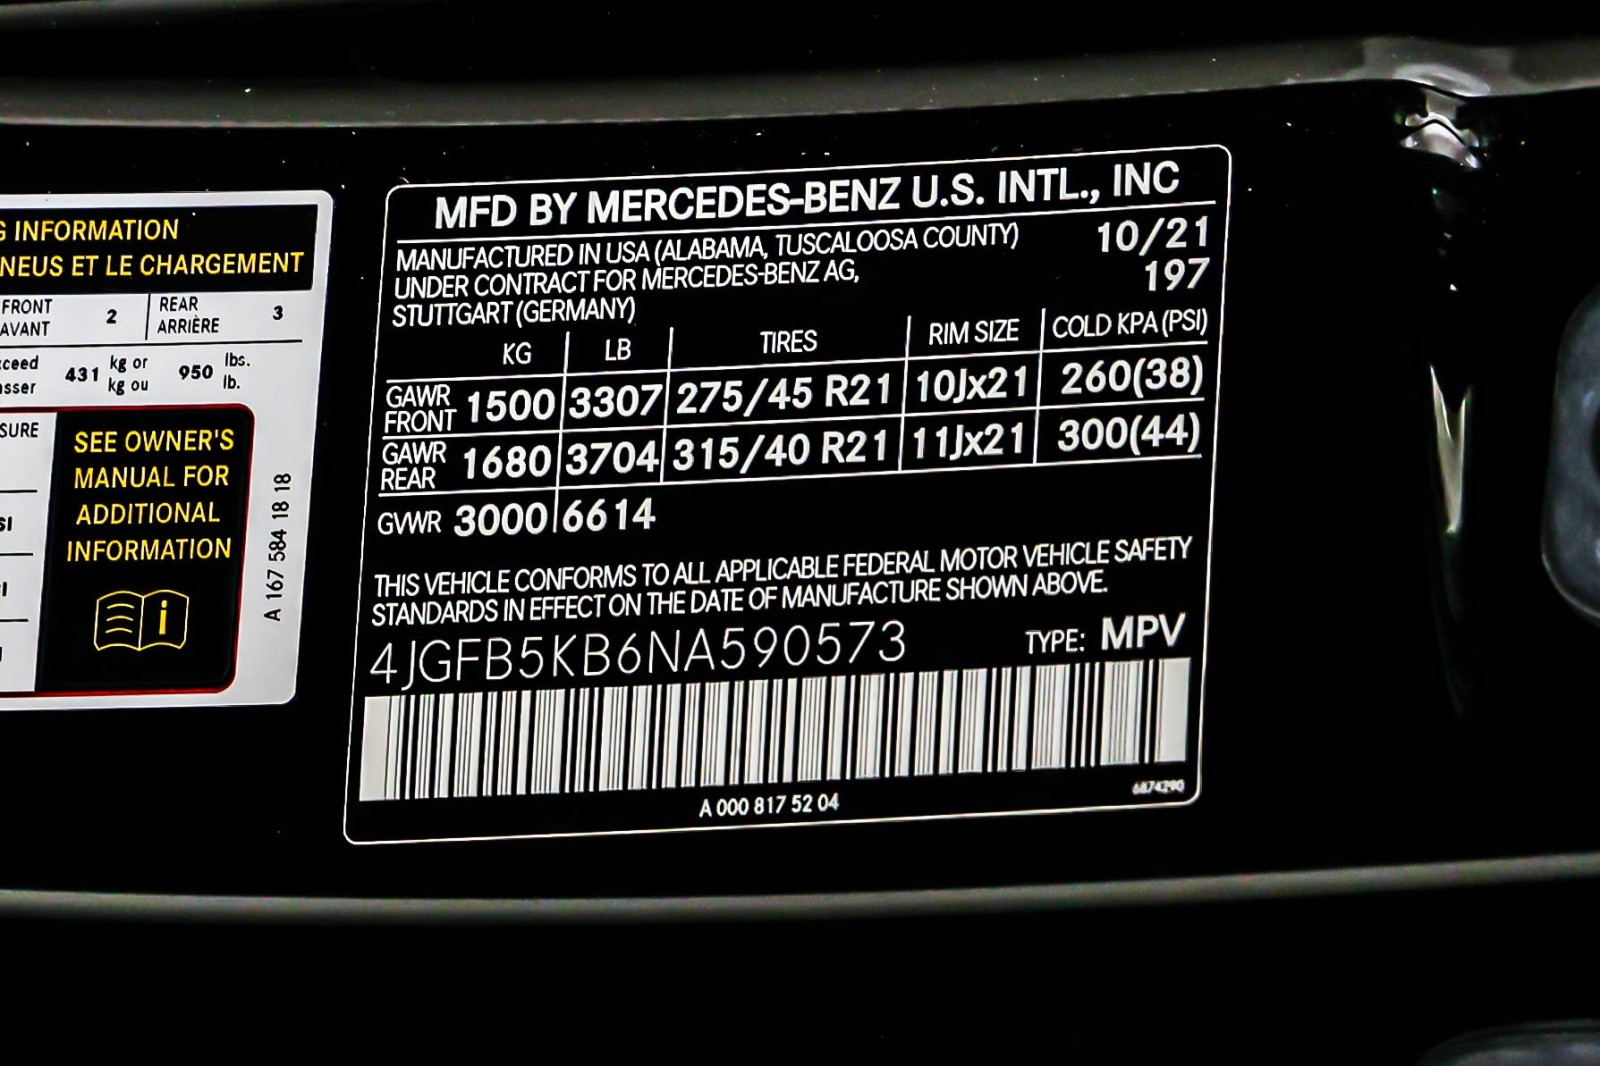 G INFORMATION
NEUS ET LE CHARGEMENT
FRONT
AVANT
2
REAR
ARRIÈRE
3
xceed
asser
431
kg or
kg ou
950
lbs.
lb.
SURE
SEE OWNER'S
MANUAL FOR
ADDITIONAL
INFORMATION
i
A 167 584 18 18
MFD BY MERCEDES-BENZ U.S. INTL., INC
MANUFACTURED IN USA (ALABAMA, TUSCALOOSA COUNTY) 10/21
UNDER CONTRACT FOR MERCEDES-BENZ AG, 197
STUTTGART (GERMANY)
KG LB TIRES RIM SIZE COLD KPA (PSI)
GAWR
FRONT 1500 3307 275/45 R21 10Jx21 260(38)
GAWR
REAR 1680 3704 315/40 R21 11Jx21 300(44)
GVWR 3000 6614
THIS VEHICLE CONFORMS TO ALL APPLICABLE FEDERAL MOTOR VEHICLE SAFETY
STANDARDS IN EFFECT ON THE DATE OF MANUFACTURE SHOWN ABOVE.
4JGFB5KB6NA590573 TYPE: MPV
A 000 817 52 04